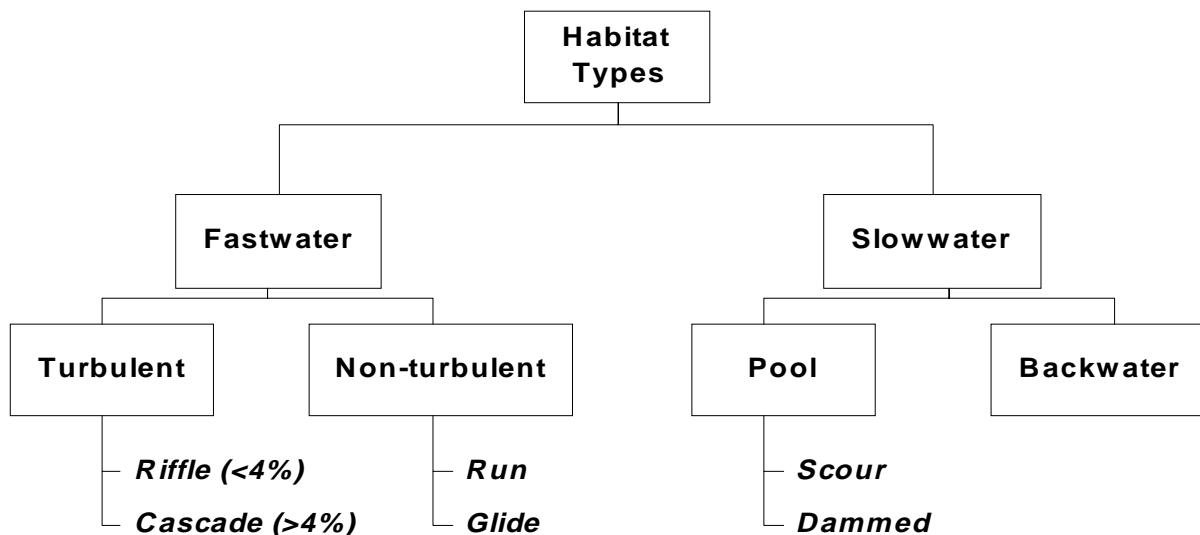 Habitat
Types
Fastwater
Slowwater
Turbulent
Non-turbulent
Pool
Backwater
Riffle (<4%)
Run
Scour
Cascade (>4%)
Glide
Dammed